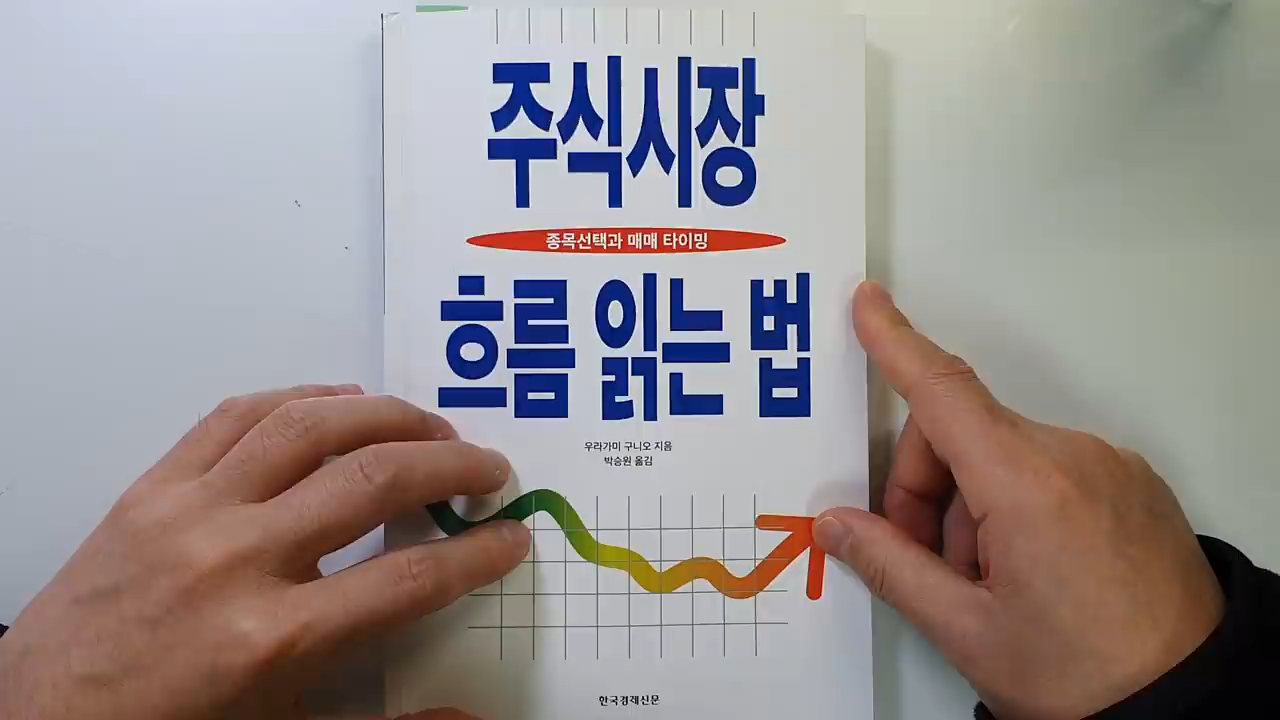 주식시장
종목선택과 매매 타이밍
흐름 읽는 법
우라가미 구니오 지음
박승원 옮김
한국경제신문